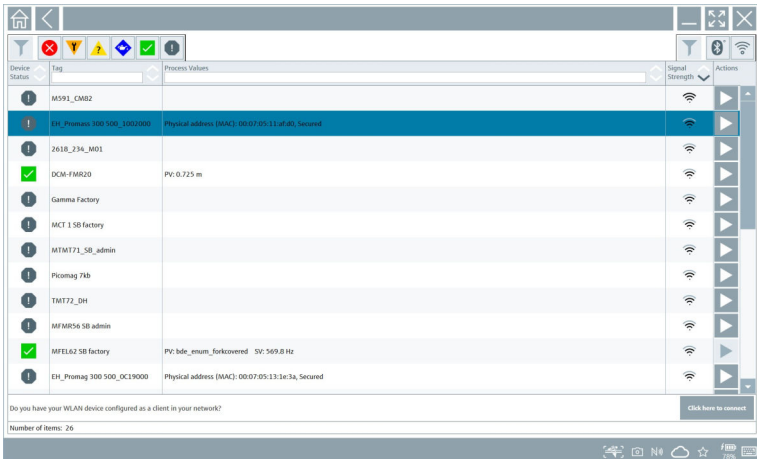 Device Status
Tag
Process Values
Signal Strength
Actions
M591_CM82
EH_Promass 300 500_1002000 Physical address (MAC): 00:07:05:11:af:d0, Secured
2618_234_M01
DCM-FMR20 PV: 0.725 m
Gamma Factory
MCT 1 SB factory
MTMT71_SB_admin
Picomag 7kb
TMT72_DH
MFMR56 SB admin
MFEL62 SB factory PV: bde_enum_forkcovered SV: 569.8 Hz
EH_Promag 300 500_0C19000 Physical address (MAC): 00:07:05:13:1e:3a, Secured
Do you have your WLAN device configured as a client in your network? Click here to connect
Number of items: 26
78%